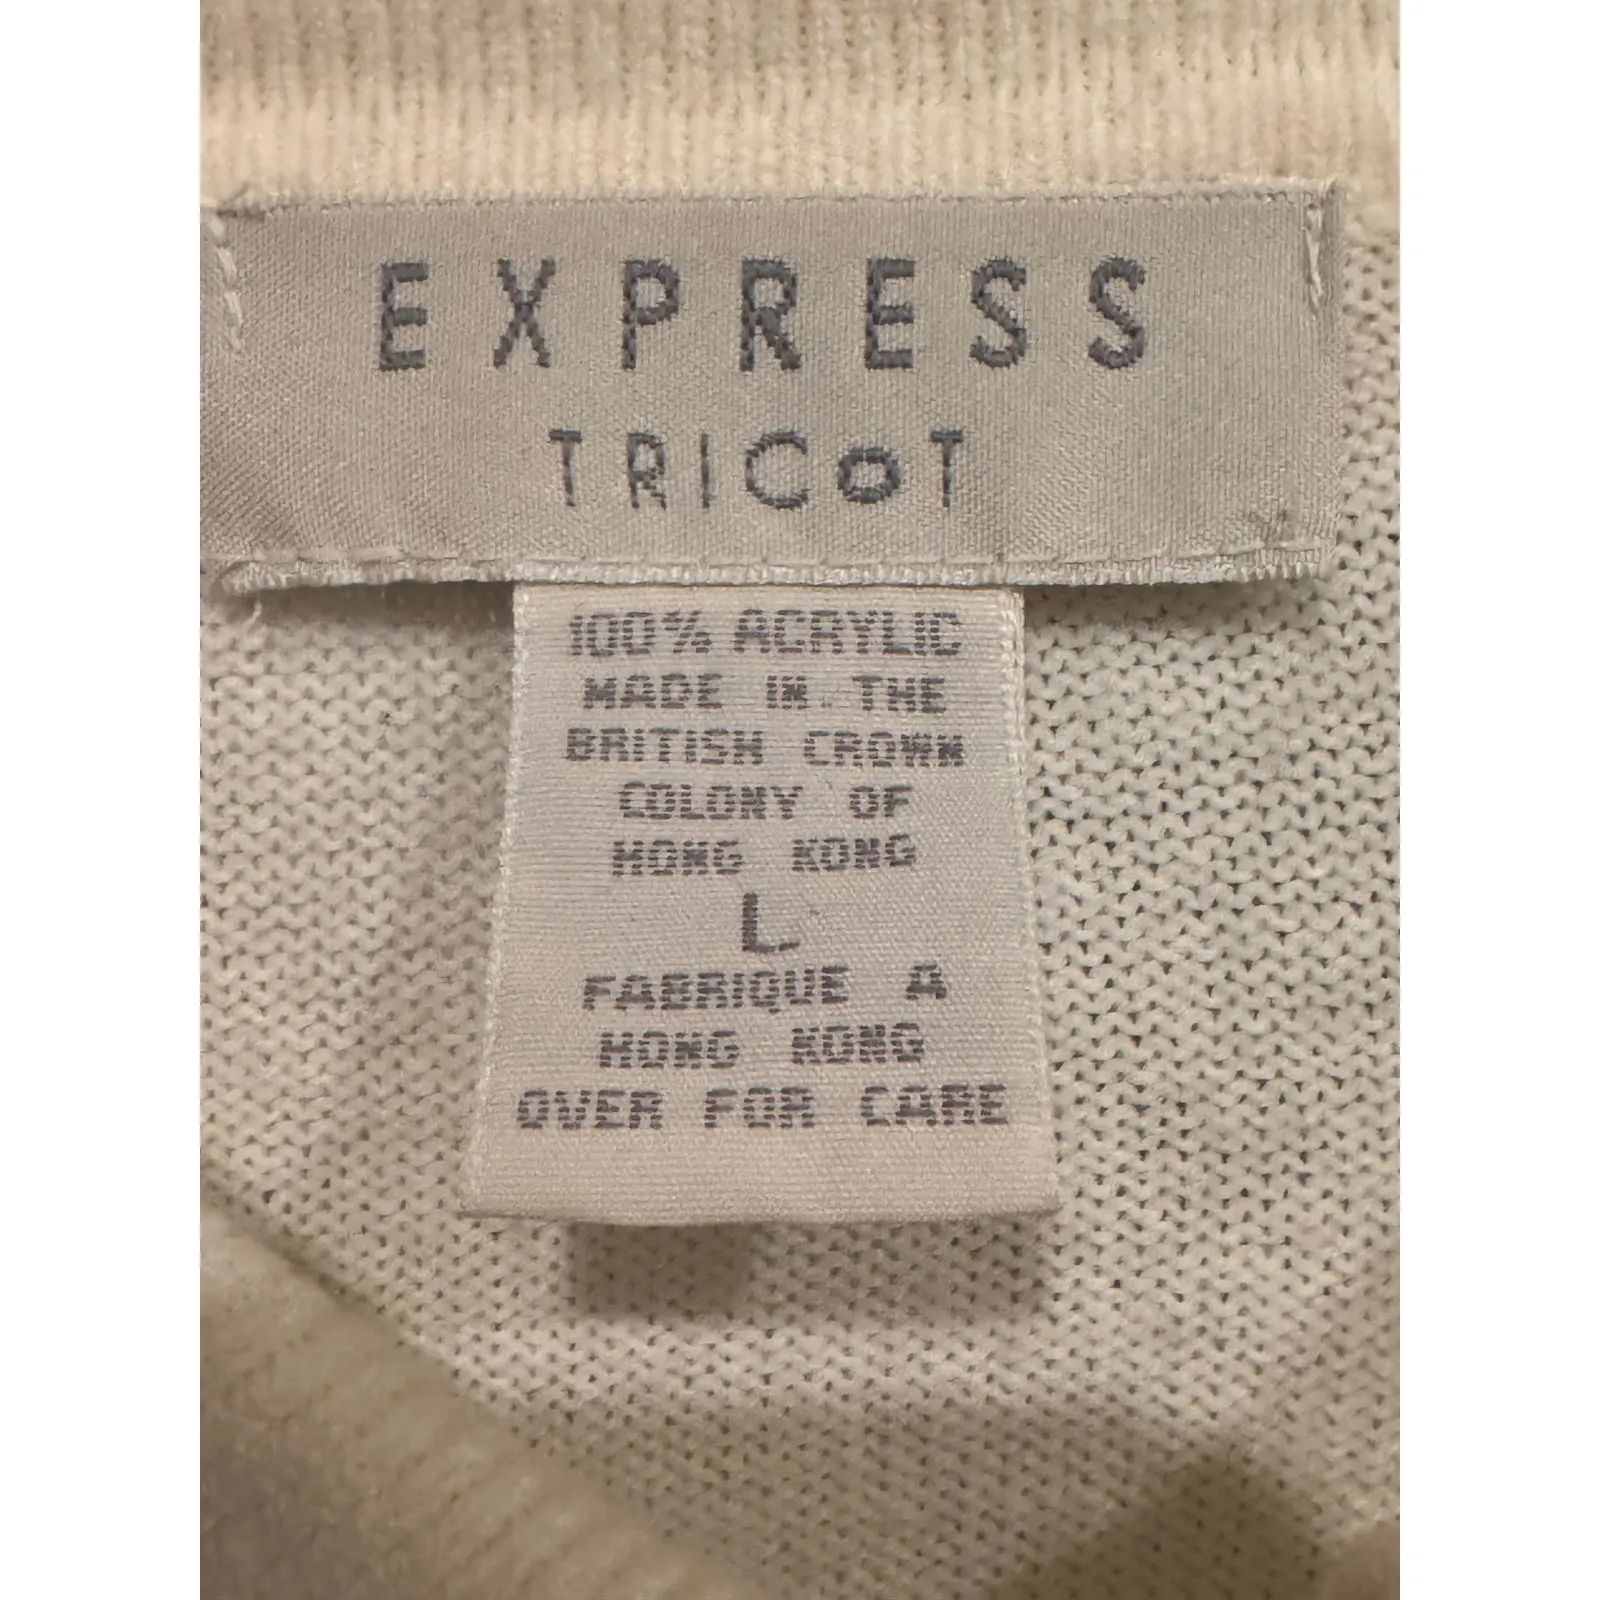 EXPRESS
TRICOT
100% ACRYLIC
MADE IN THE
BRITISH CROWN
COLONY OF
HONG KONG
L
FABRIQUE A
HONG KONG
OVER FOR CARE